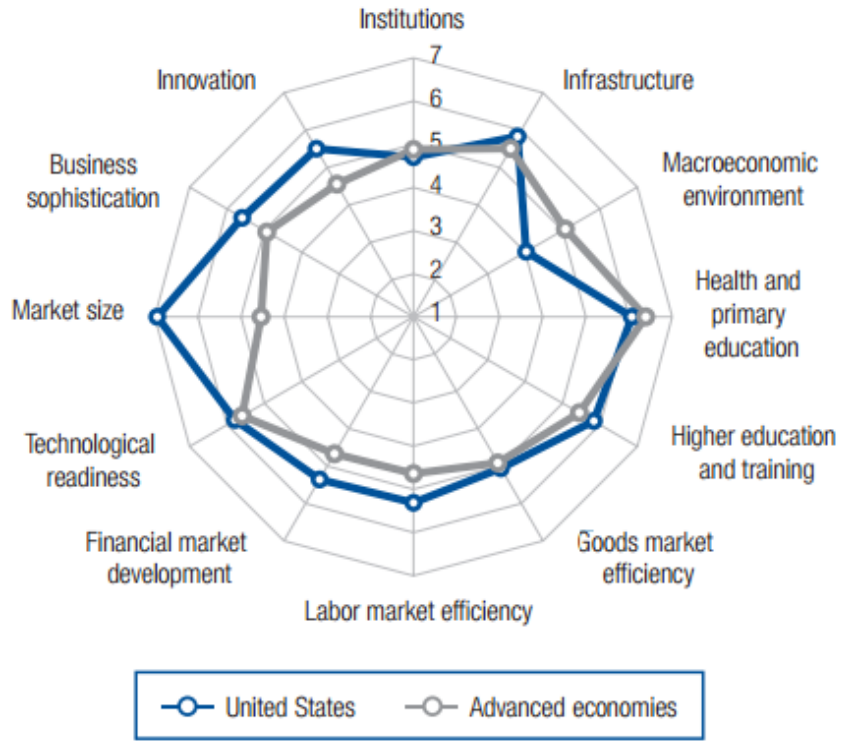 Institutions
7
6
5
4
3
2
1
Innovation
Infrastructure
Business
sophistication
Macroeconomic
environment
Market size
Health and
primary
education
Technological
readiness
Higher education
and training
Financial market
development
Goods market
efficiency
Labor market efficiency
United States
Advanced economies